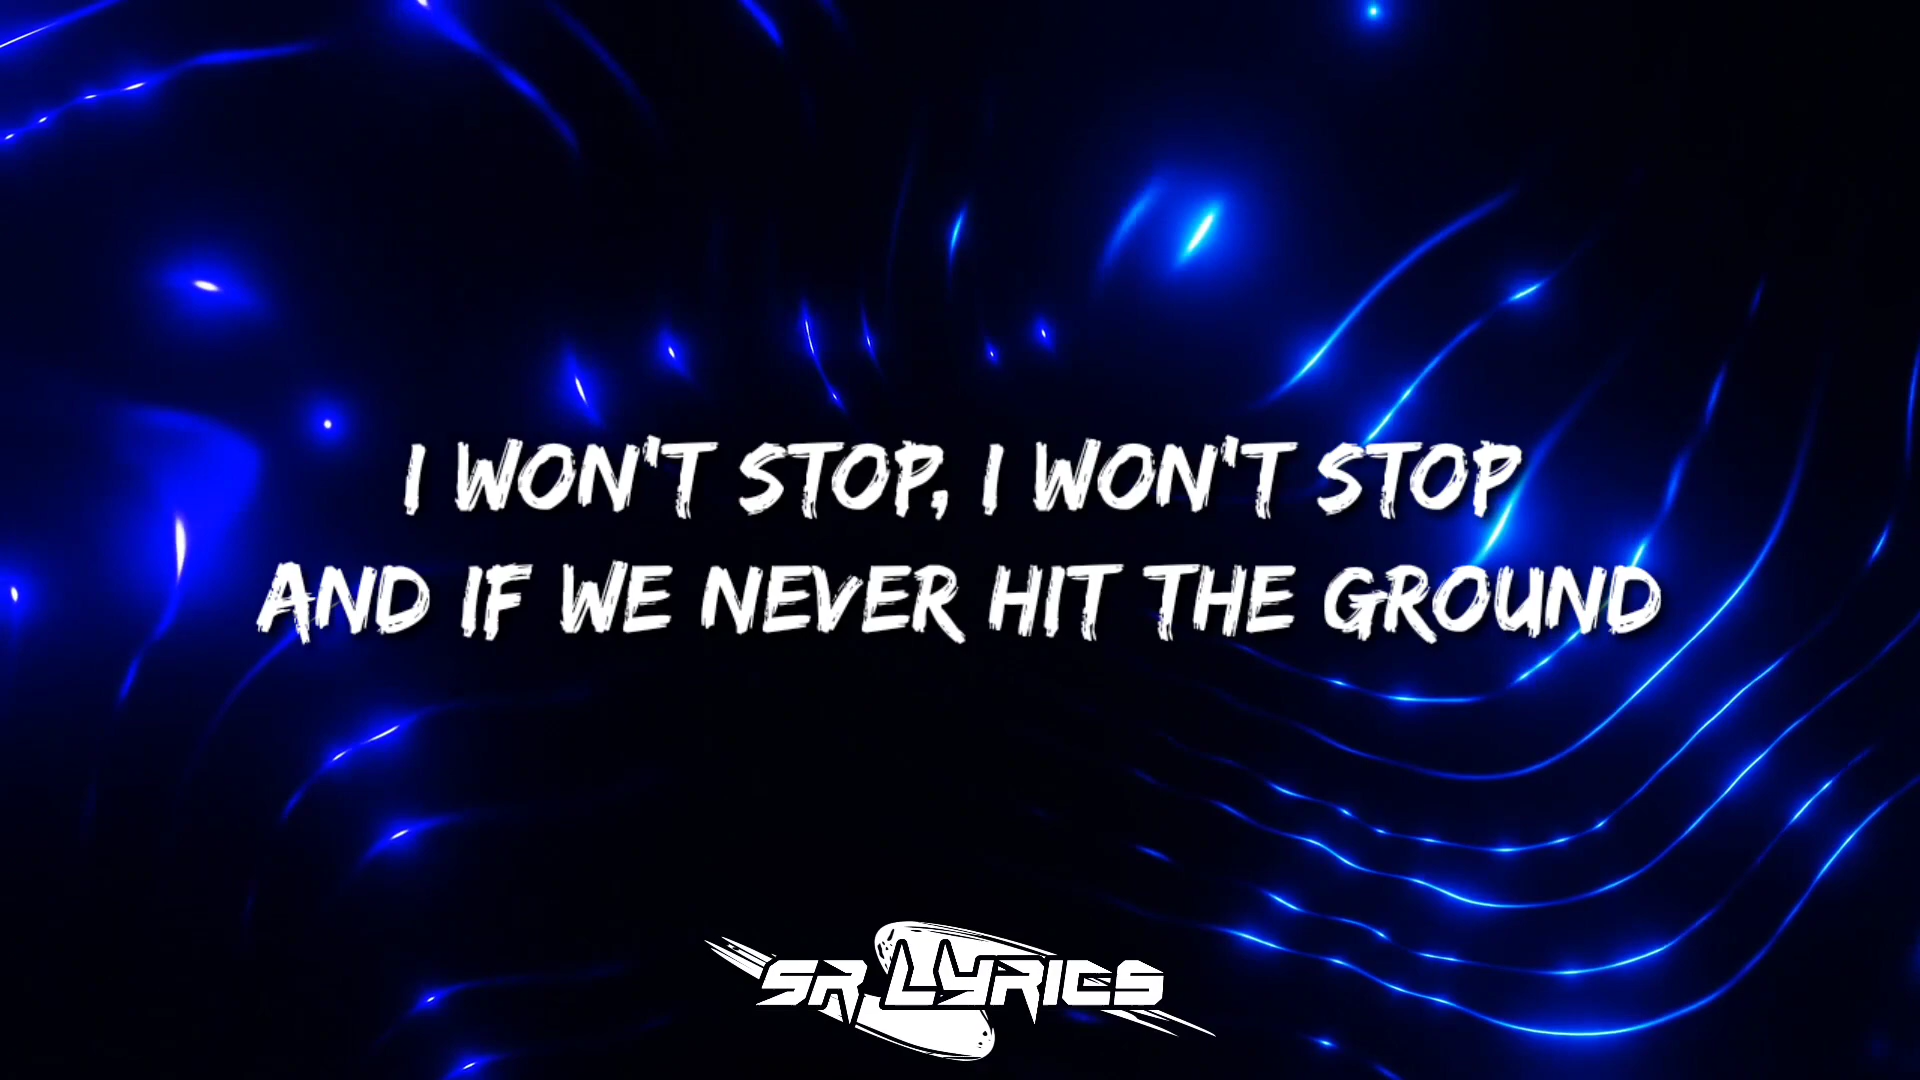 I WON'T STOP, I WON'T STOP
AND IF WE NEVER HIT THE GROUND
SR LYRICS